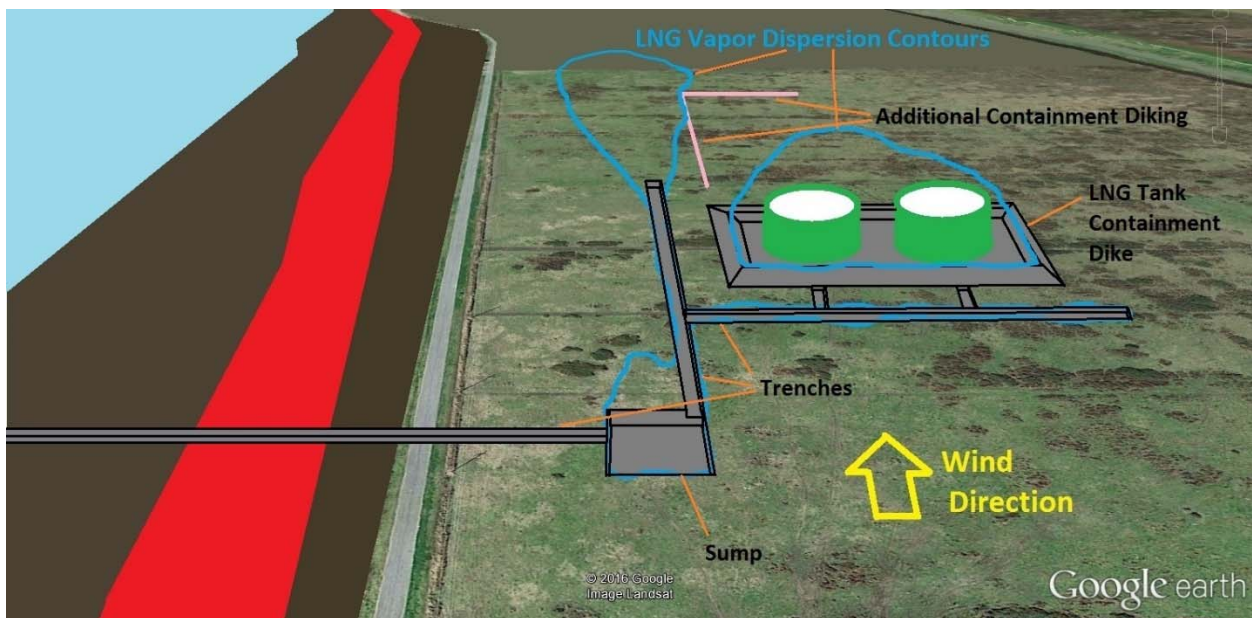 LNG Vapor Dispersion Contours
Additional Containment Diking
LNG Tank
Containment
Dike
Trenches
Wind
Direction
Sump
© 2016 Google
Image Landsat
Google earth